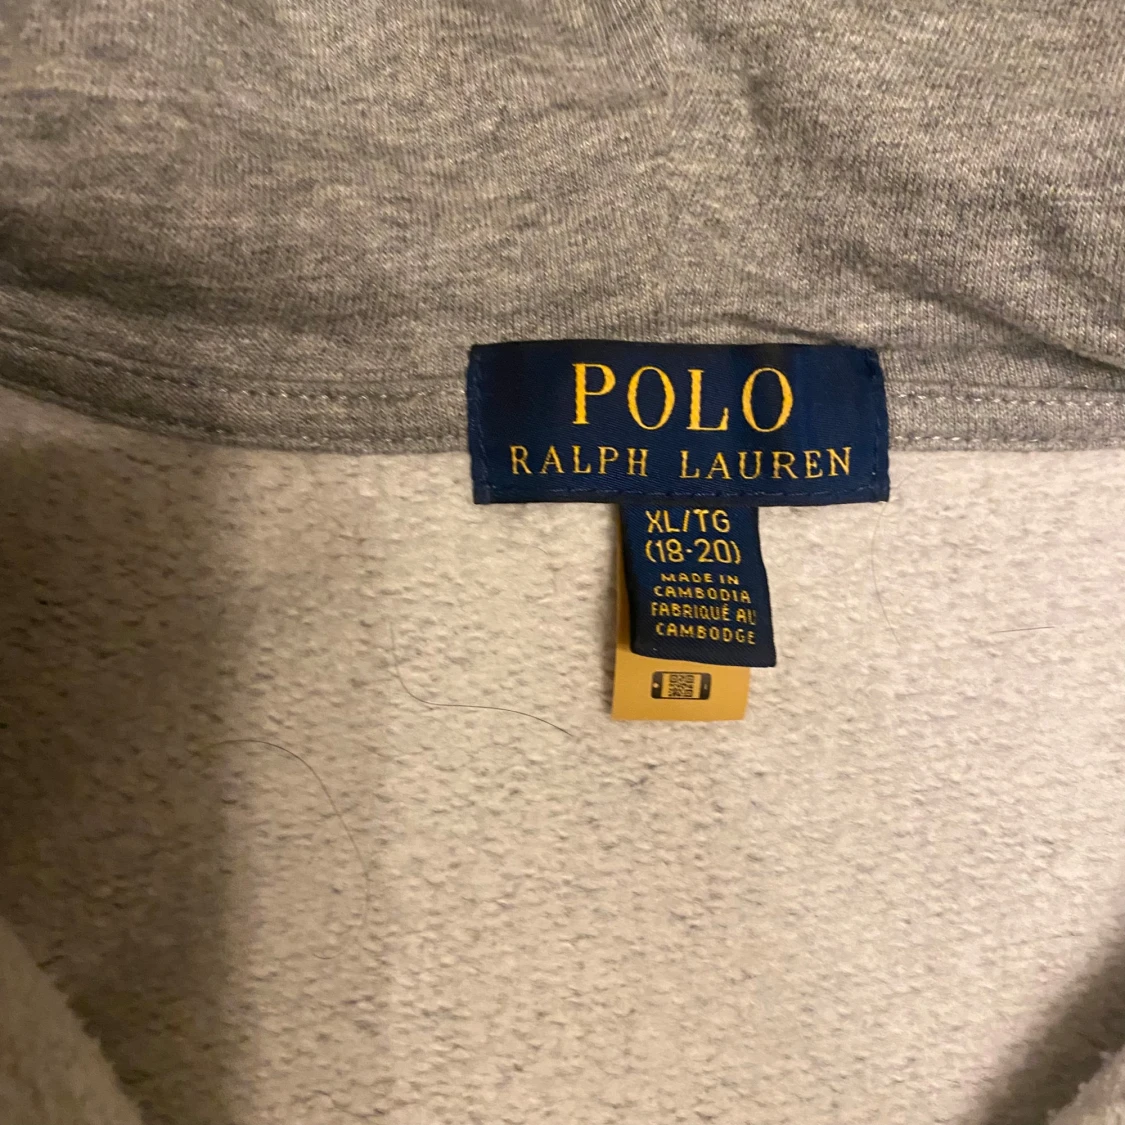 POLO
RALPH LAUREN
XL/TG
(18-20)
MADE IN
CAMBODIA
FABRIQUÉ AU
CAMBODGE